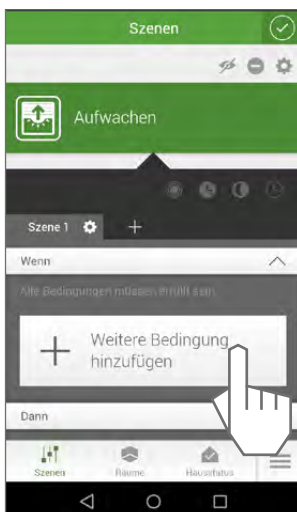 Szenen
Aufwachen
Szene 1
Wenn
Alle Bedingungen müssen erfüllt sein
Weitere Bedingung
hinzufügen
Dann
Szenen
Räume
Hausstatus